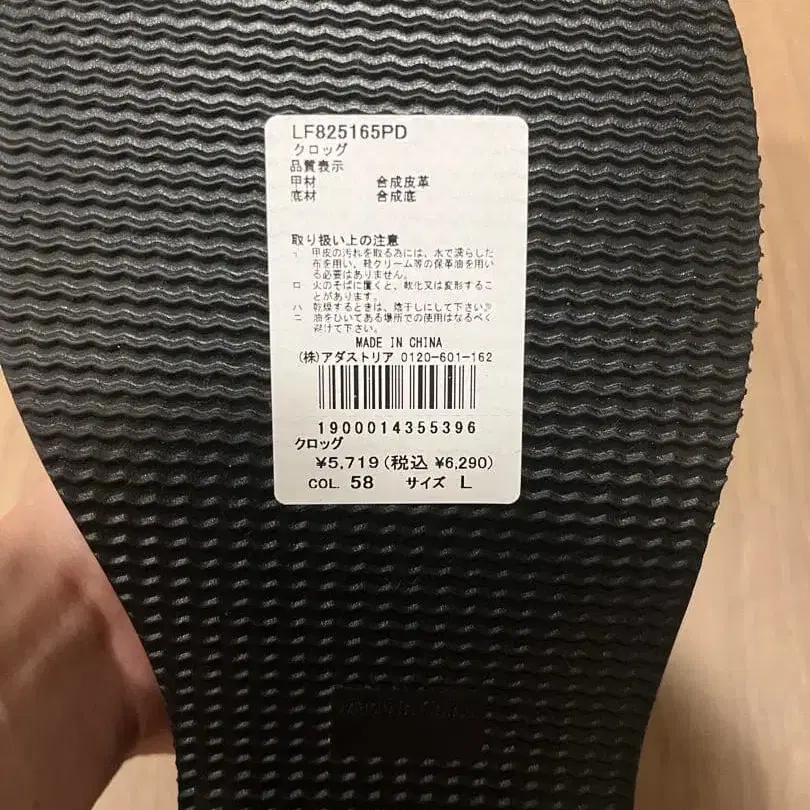 LF825165PD
クロッグ
品質表示
甲材 合成皮革
底材 合成底
取り扱い上の注意
イ 甲皮の汚れを取る為には、水で濡らした
布を用い、靴クリーム等の保革油を用い
る必要はありません。
ロ 火のそばに置くと、軟化又は変形するこ
とがあります。
ハ 乾燥するときは、陰干しにして下さい。
ニ 油をひいてある場所での使用はなるべく
避けて下さい。
MADE IN CHINA
(株)アダストリア 0120-601-162
1900014355396
クロッグ
¥5,719(税込 ¥6,290)
COL. 58 サイズ L
Made In China